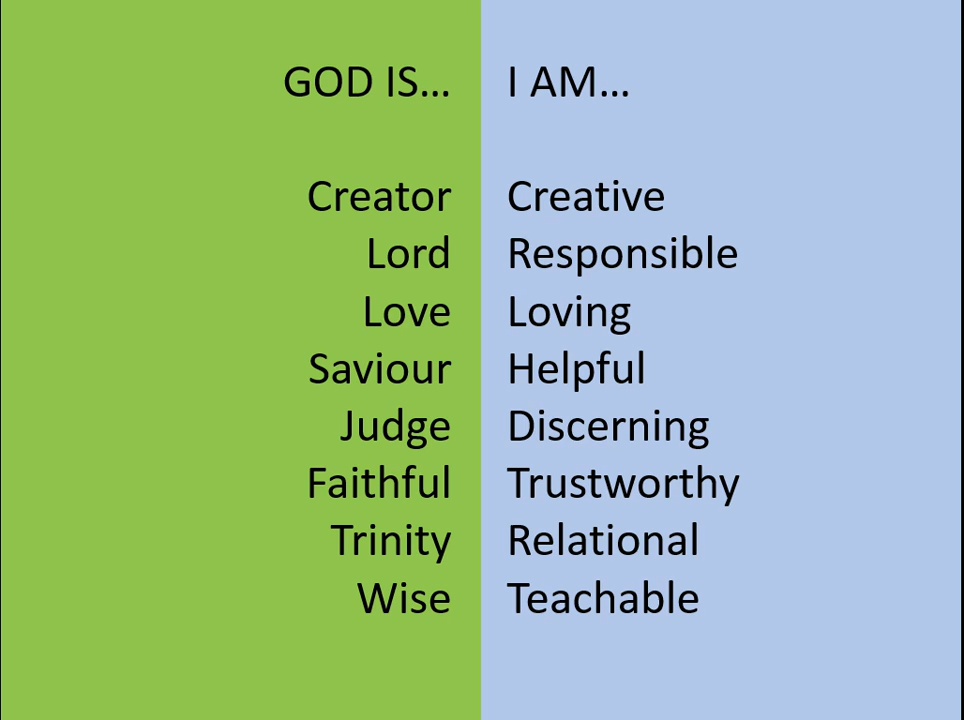 GOD IS... I AM...
Creator Creative
Lord Responsible
Love Loving
Saviour Helpful
Judge Discerning
Faithful Trustworthy
Trinity Relational
Wise Teachable